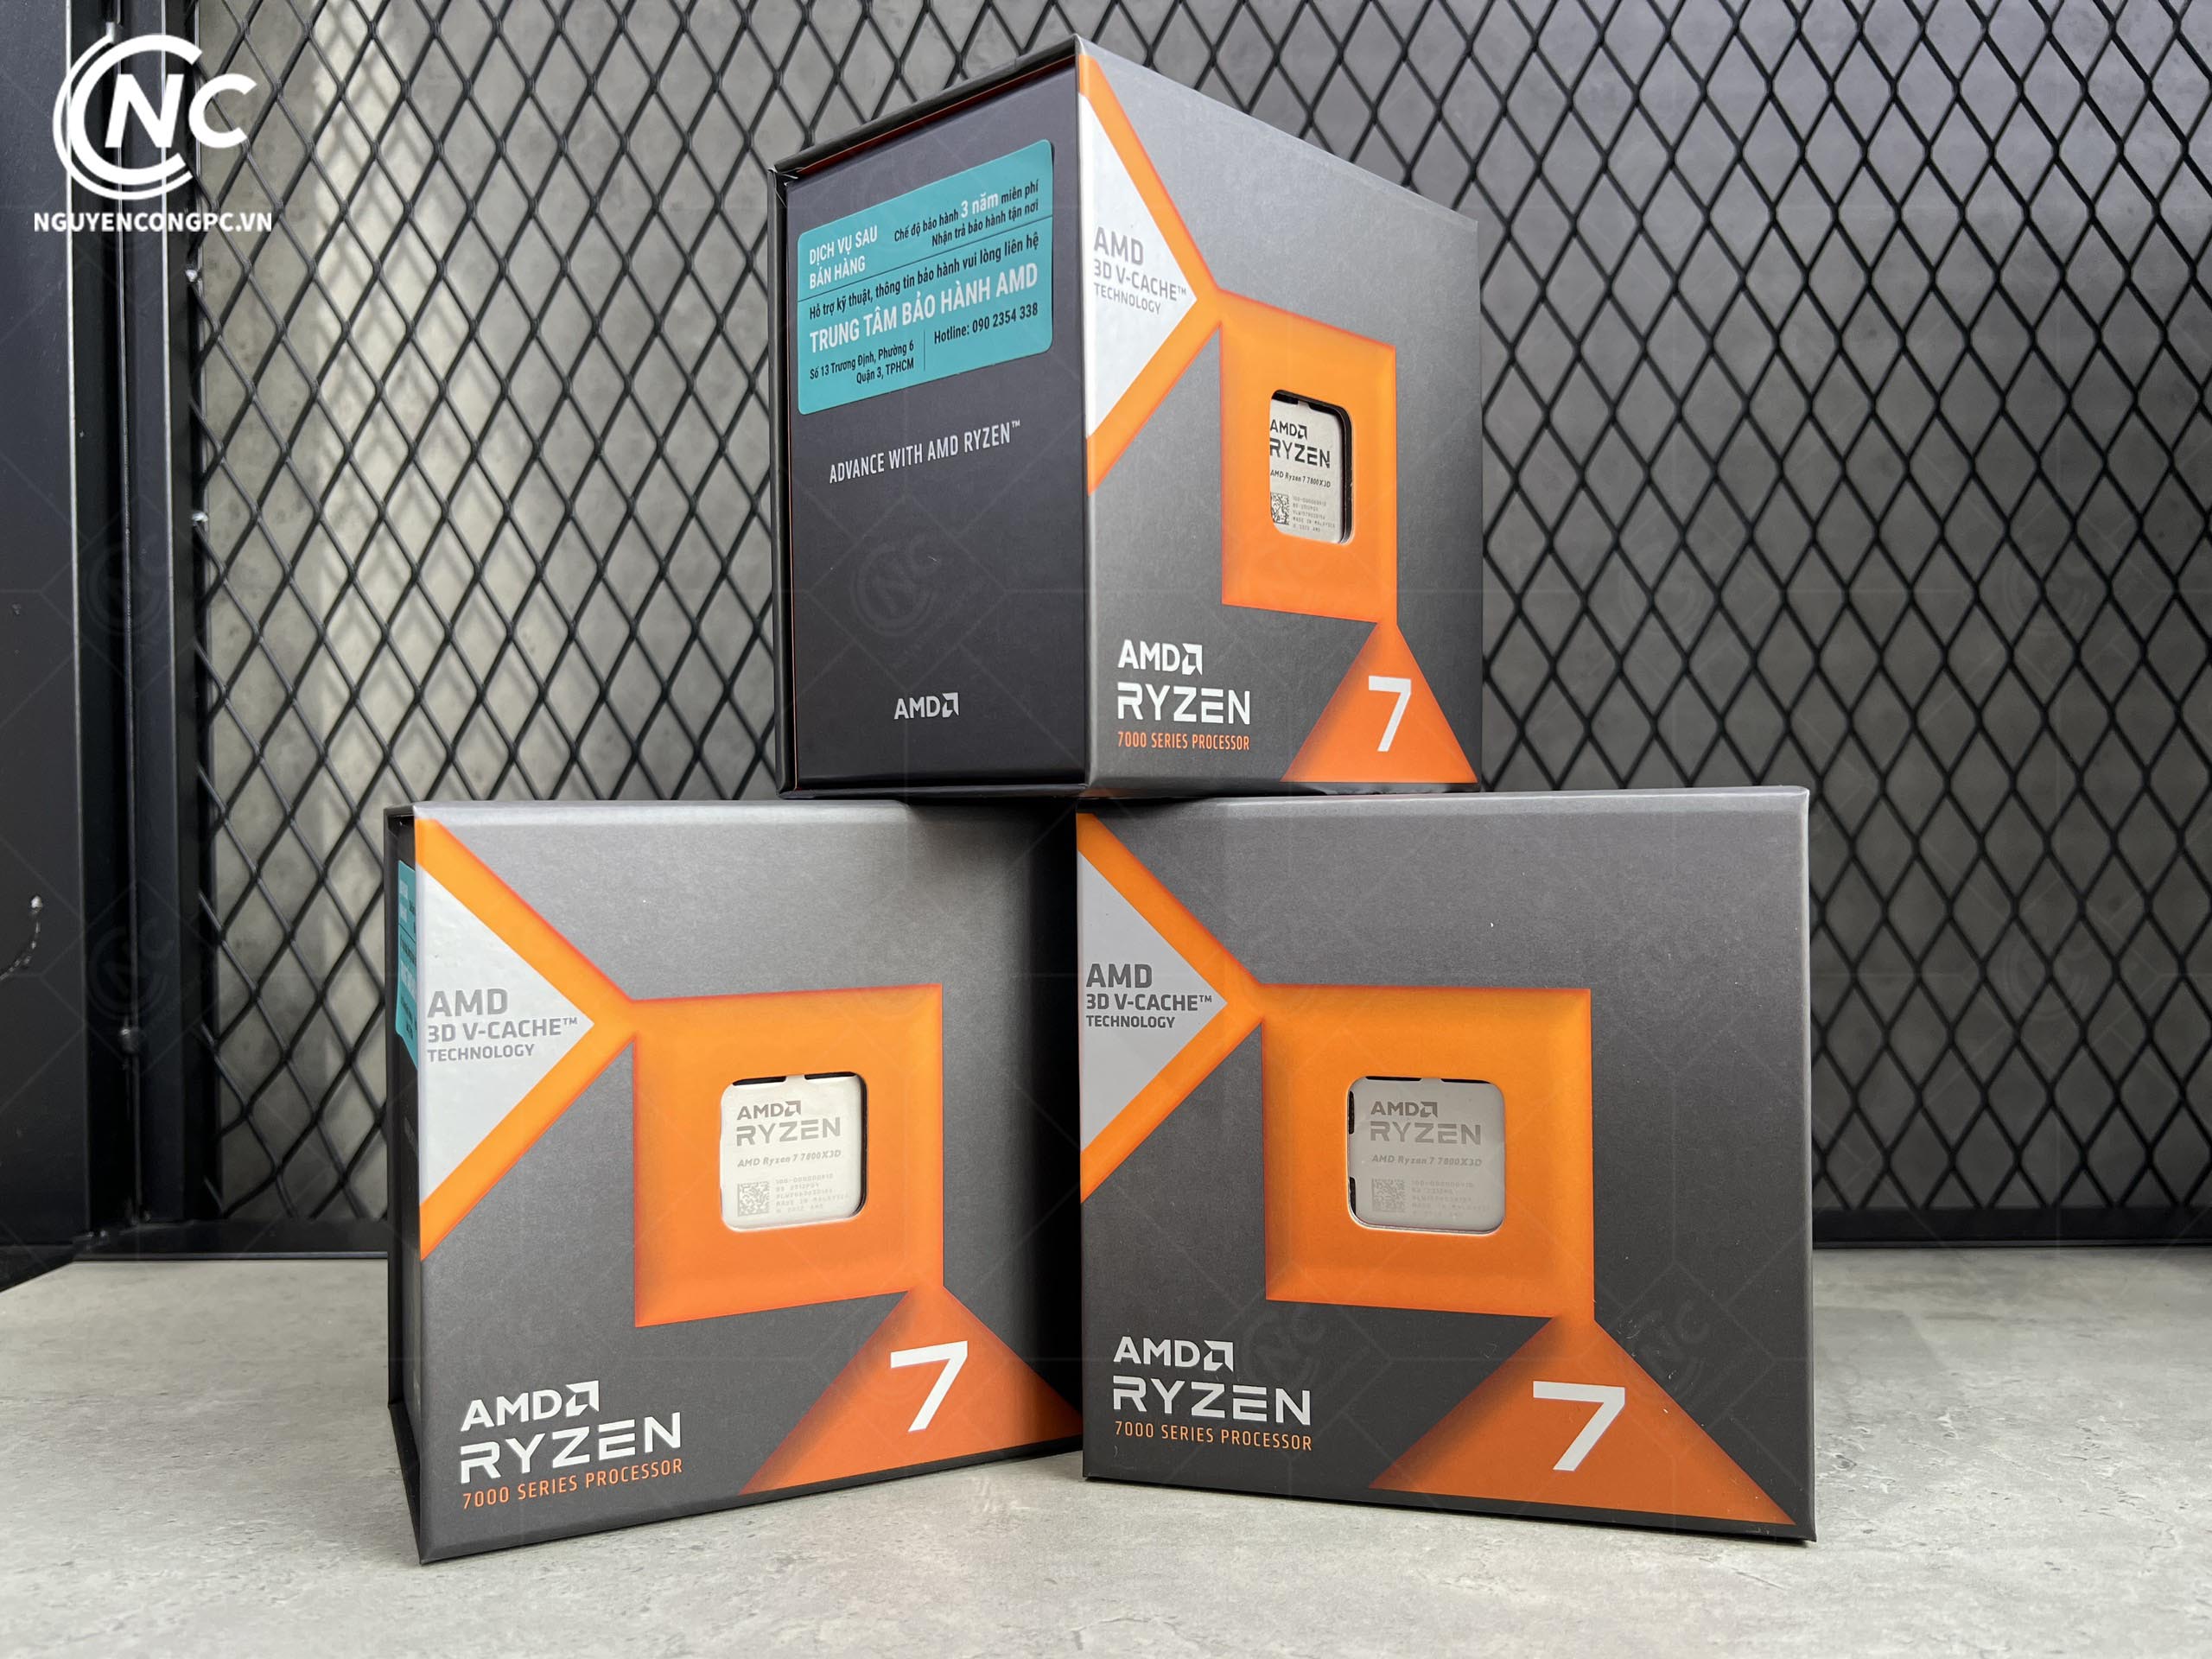 NC
NGUYENCONGPC.VN
DỊCH VỤ SAU
BÁN HÀNG
Chế độ bảo hành 3 năm miễn phí
Nhận trả bảo hành tận nơi
Hỗ trợ kỹ thuật, thông tin bảo hành vui lòng liên hệ
TRUNG TÂM BẢO HÀNH AMD
Số 13 Trương Định, Phường 6
Quận 3, TPHCM
Hotline: 090 2354 338
ADVANCE WITH AMD RYZEN™
AMD
AMD
3D V-CACHE™
TECHNOLOGY
AMD
RYZEN
AMD Ryzen 7 7800X3D
AMD
RYZEN
7000 SERIES PROCESSOR
7
AMD
3D V-CACHE™
TECHNOLOGY
AMD
RYZEN
AMD Ryzen 7 7800X3D
AMD
RYZEN
7000 SERIES PROCESSOR
7
AMD
3D V-CACHE™
TECHNOLOGY
AMD
RYZEN
AMD Ryzen 7 7800X3D
AMD
RYZEN
7000 SERIES PROCESSOR
7